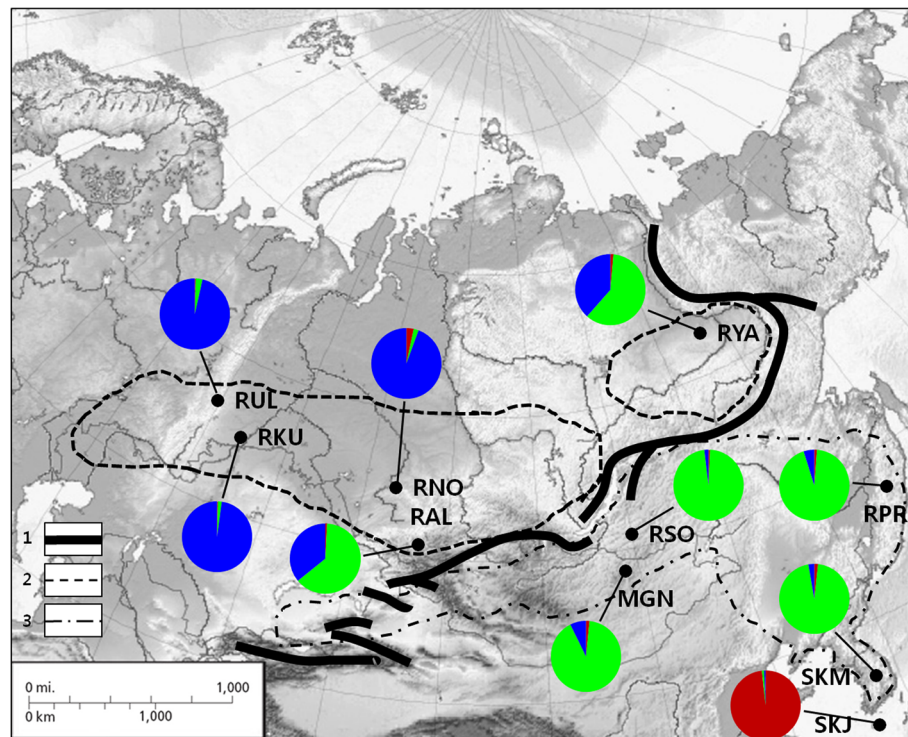 RYA
RUL
RKU
RNO
RAL
RPR
RSO
1
2
3
MGN
SKM
SKJ
0 mi. 1,000
0 km 1,000